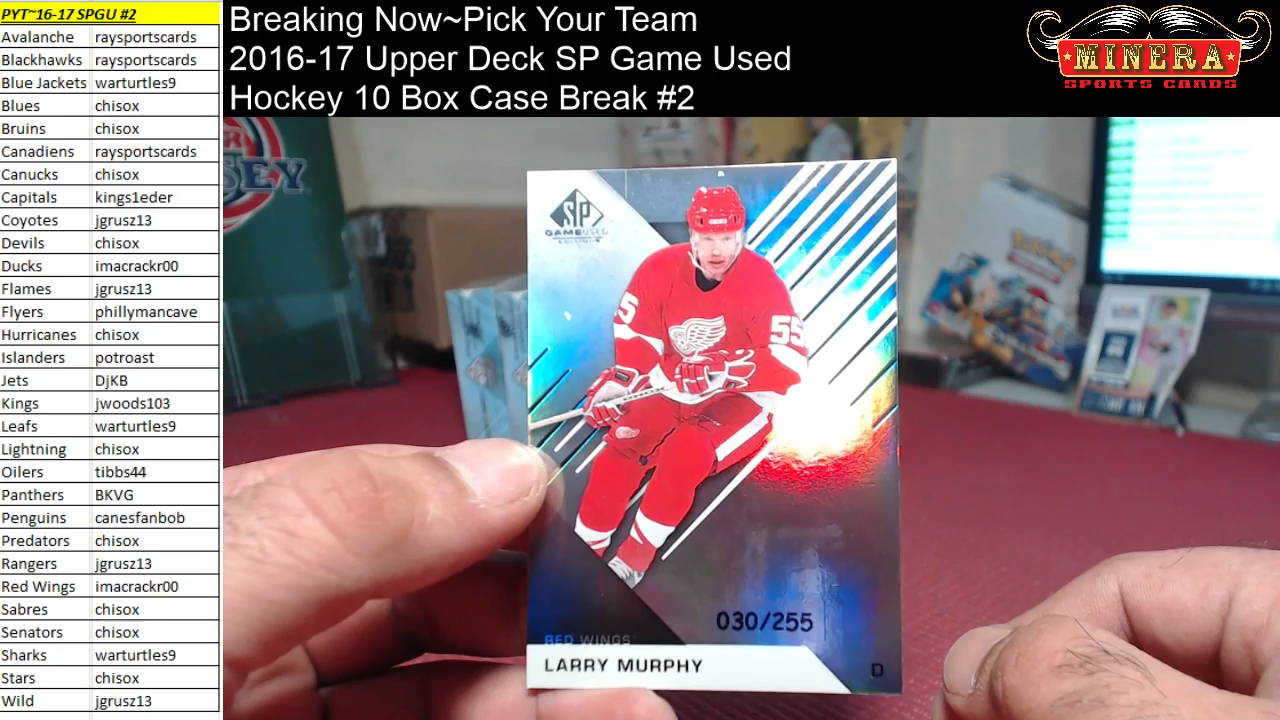 PYT~16-17 SPGU #2
Avalanche raysportscards
Blackhawks raysportscards
Blue Jackets warturtles9
Blues chisox
Bruins chisox
Canadiens raysportscards
Canucks chisox
Capitals kings1eder
Coyotes jgrusz13
Devils chisox
Ducks imacrackr00
Flames jgrusz13
Flyers phillymancave
Hurricanes chisox
Islanders potroast
Jets DjKB
Kings jwoods103
Leafs warturtles9
Lightning chisox
Oilers tibbs44
Panthers BKVG
Penguins canesfanbob
Predators chisox
Rangers jgrusz13
Red Wings imacrackr00
Sabres chisox
Senators chisox
Sharks warturtles9
Stars chisox
Wild jgrusz13
Breaking Now~Pick Your Team
2016-17 Upper Deck SP Game Used
Hockey 10 Box Case Break #2
MINERA
SPORTS CARDS
SP
GAME USED
EDITION
55
55
030/255
RED WINGS
LARRY MURPHY
D
Pokémon